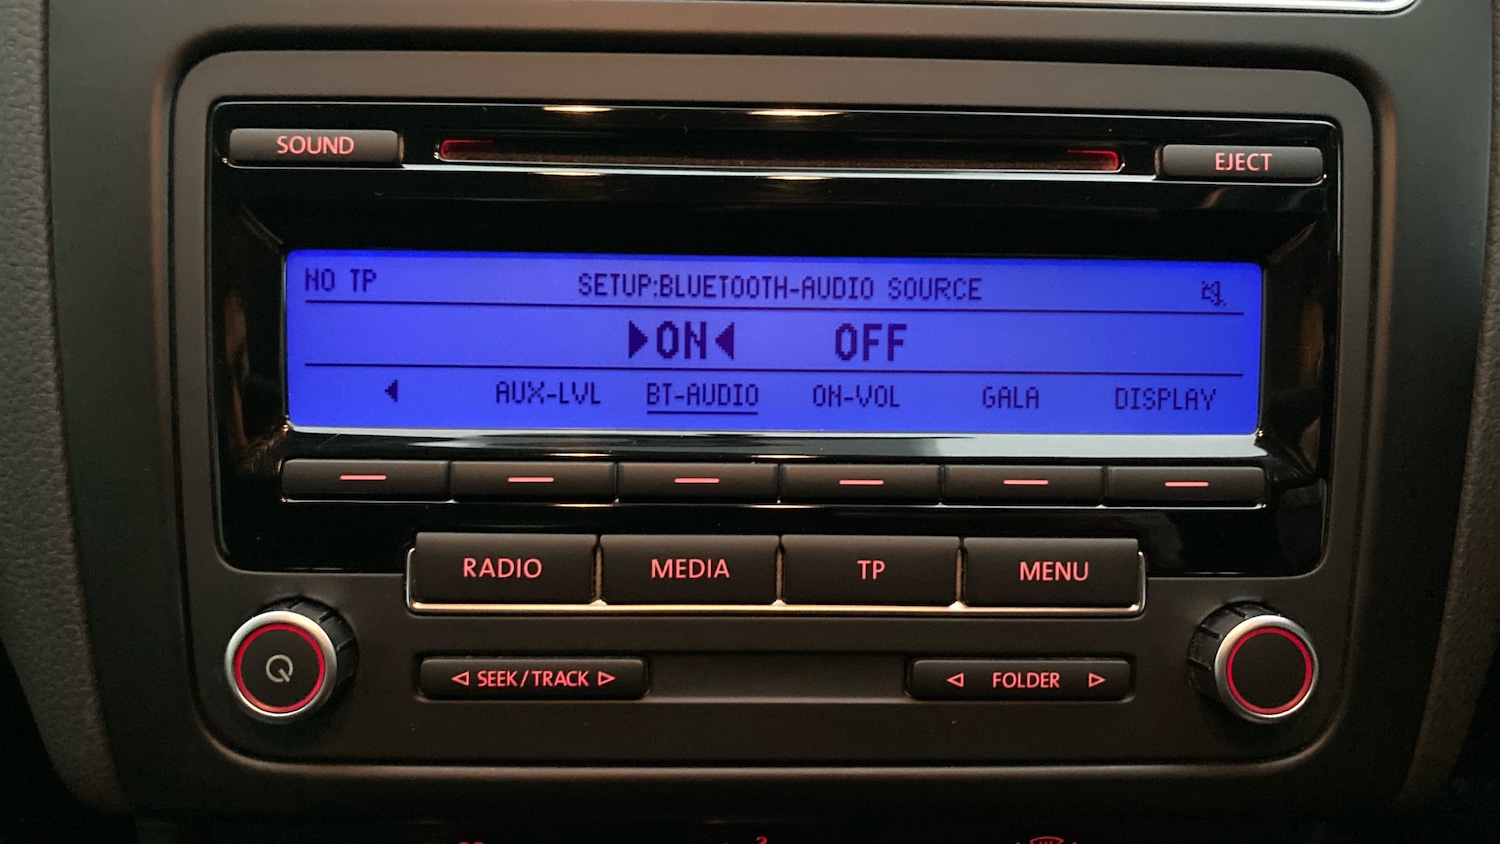 SOUND
EJECT
NO TP
SETUP:BLUETOOTH-AUDIO SOURCE
ON OFF
AUX-LVL BT-AUDIO ON-VOL GALA DISPLAY
RADIO MEDIA TP MENU
SEEK/TRACK FOLDER